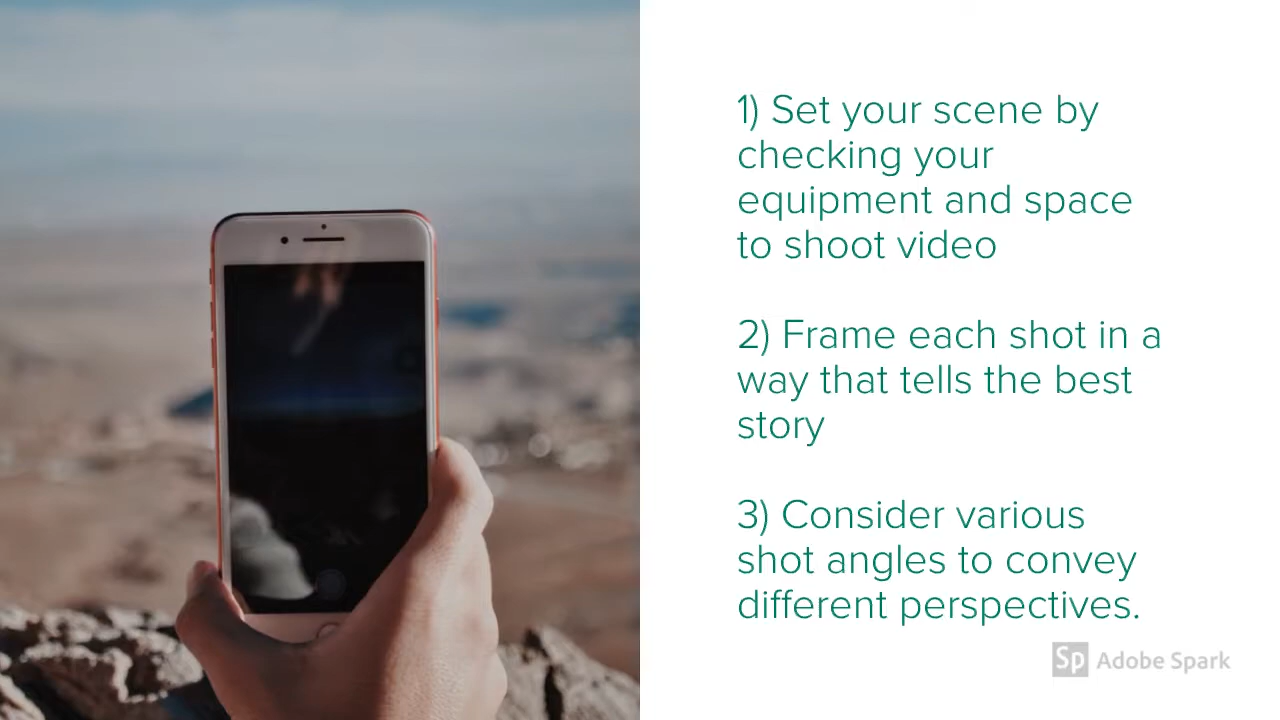 1) Set your scene by
checking your
equipment and space
to shoot video
2) Frame each shot in a
way that tells the best
story
3) Consider various
shot angles to convey
different perspectives.
Sp Adobe Spark